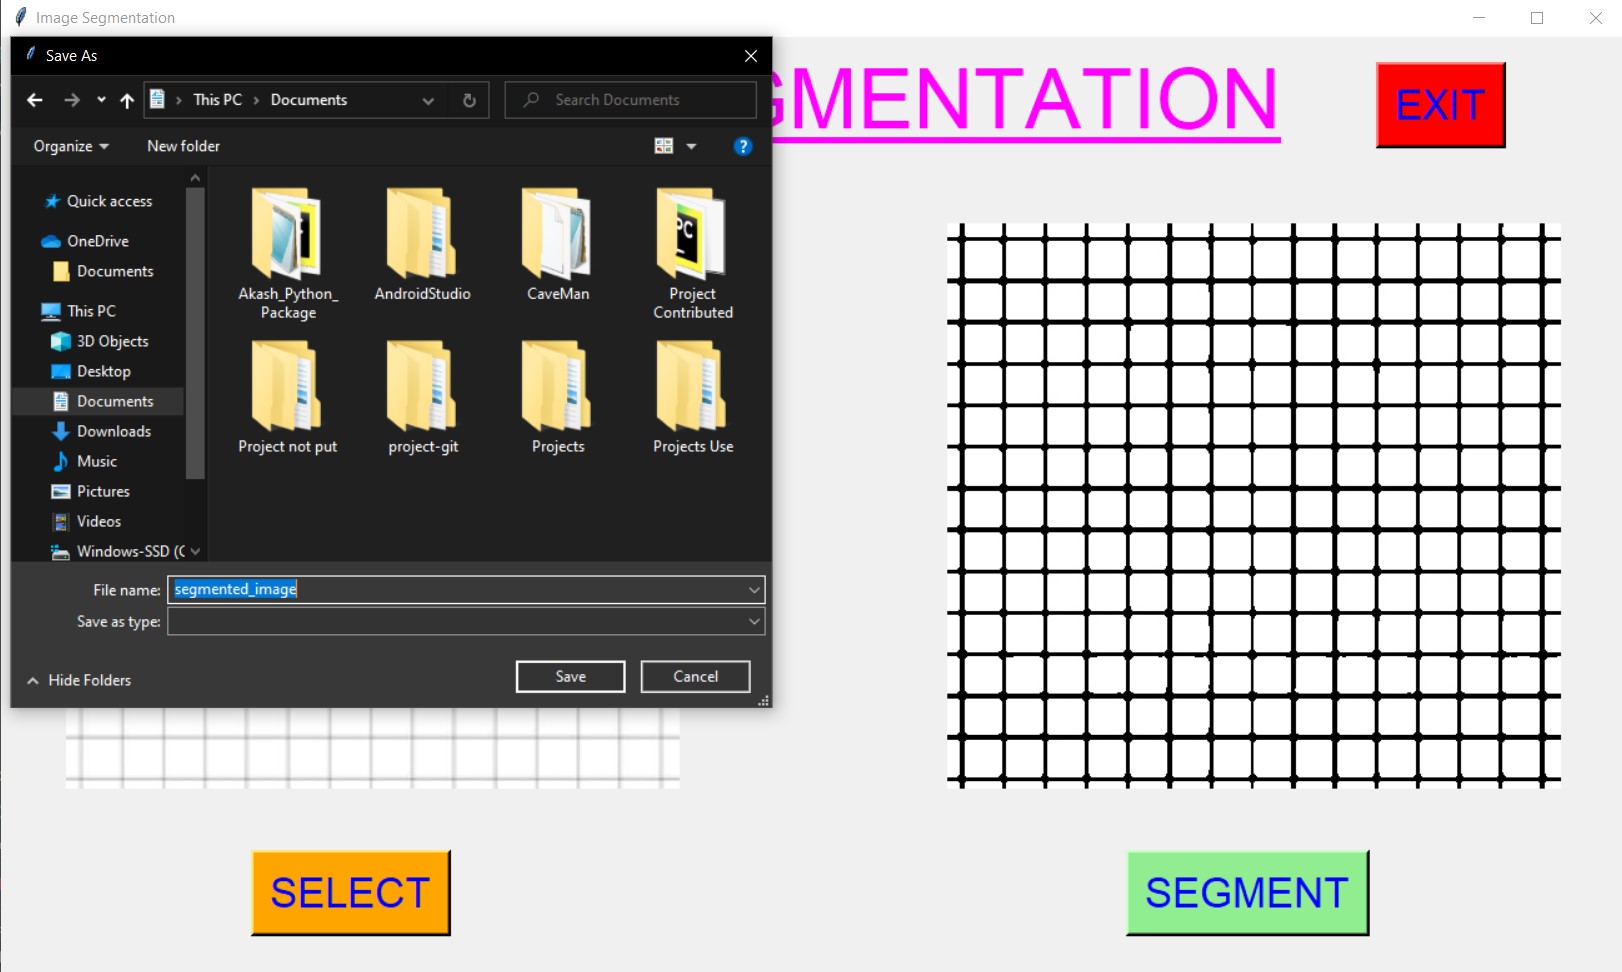 Image Segmentation
Save As
This PC
Documents
Search Documents
GMENTATION
EXIT
Organize
New folder
?
Quick access
OneDrive
Documents
This PC
3D Objects
Desktop
Documents
Downloads
Music
Pictures
Videos
Windows-SSD (C
Akash_Python_
Package
AndroidStudio
CaveMan
Project
Contributed
Project not put
project-git
Projects
Projects Use
File name:
segmented_image
Save as type:
Hide Folders
Save
Cancel
SELECT
SEGMENT